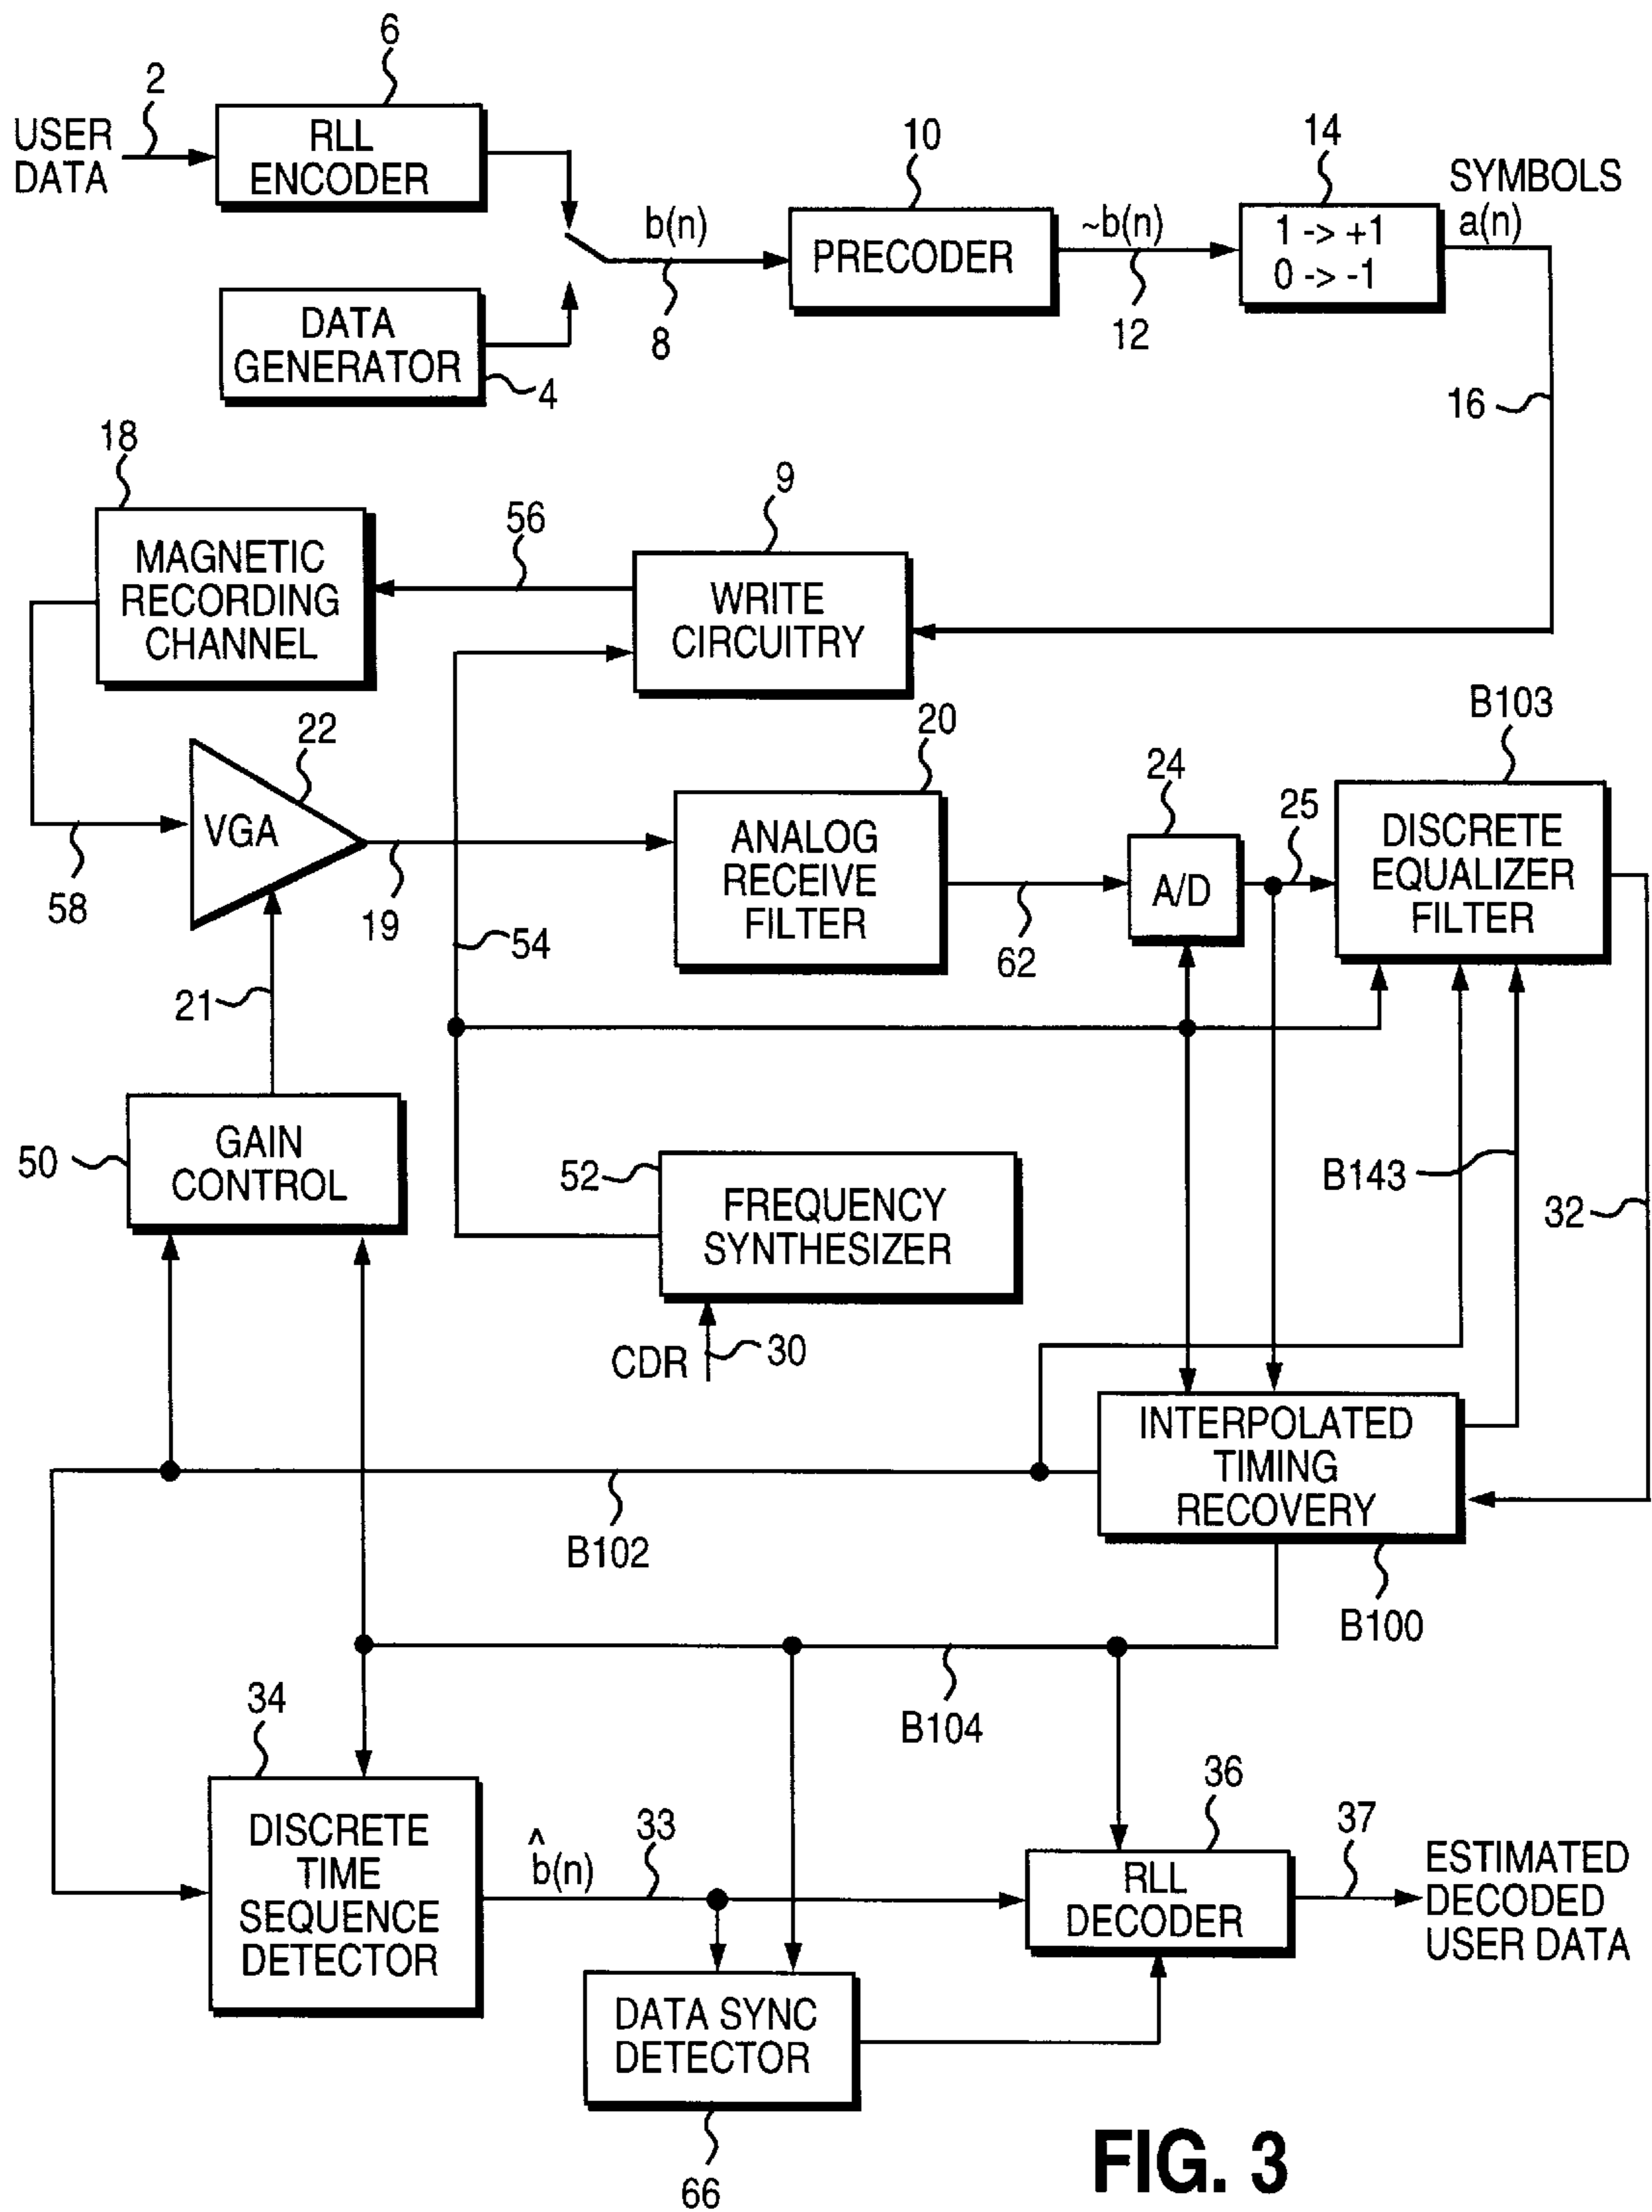 6
2
USER
DATA
RLL
ENCODER
10
14
SYMBOLS
b(n)
PRECODER
~b(n)
1 -> +1
0 -> -1
a(n)
DATA
GENERATOR
4
8
12
16
18
56
9
MAGNETIC
RECORDING
CHANNEL
WRITE
CIRCUITRY
B103
22
20
24
25
VGA
ANALOG
RECEIVE
FILTER
A/D
DISCRETE
EQUALIZER
FILTER
58
19
54
62
21
50
GAIN
CONTROL
52
FREQUENCY
SYNTHESIZER
B143
32
CDR
30
INTERPOLATED
TIMING
RECOVERY
B102
B100
B104
34
DISCRETE
TIME
SEQUENCE
DETECTOR
b̂(n)
33
36
37
RLL
DECODER
ESTIMATED
DECODED
USER DATA
DATA SYNC
DETECTOR
66
FIG. 3